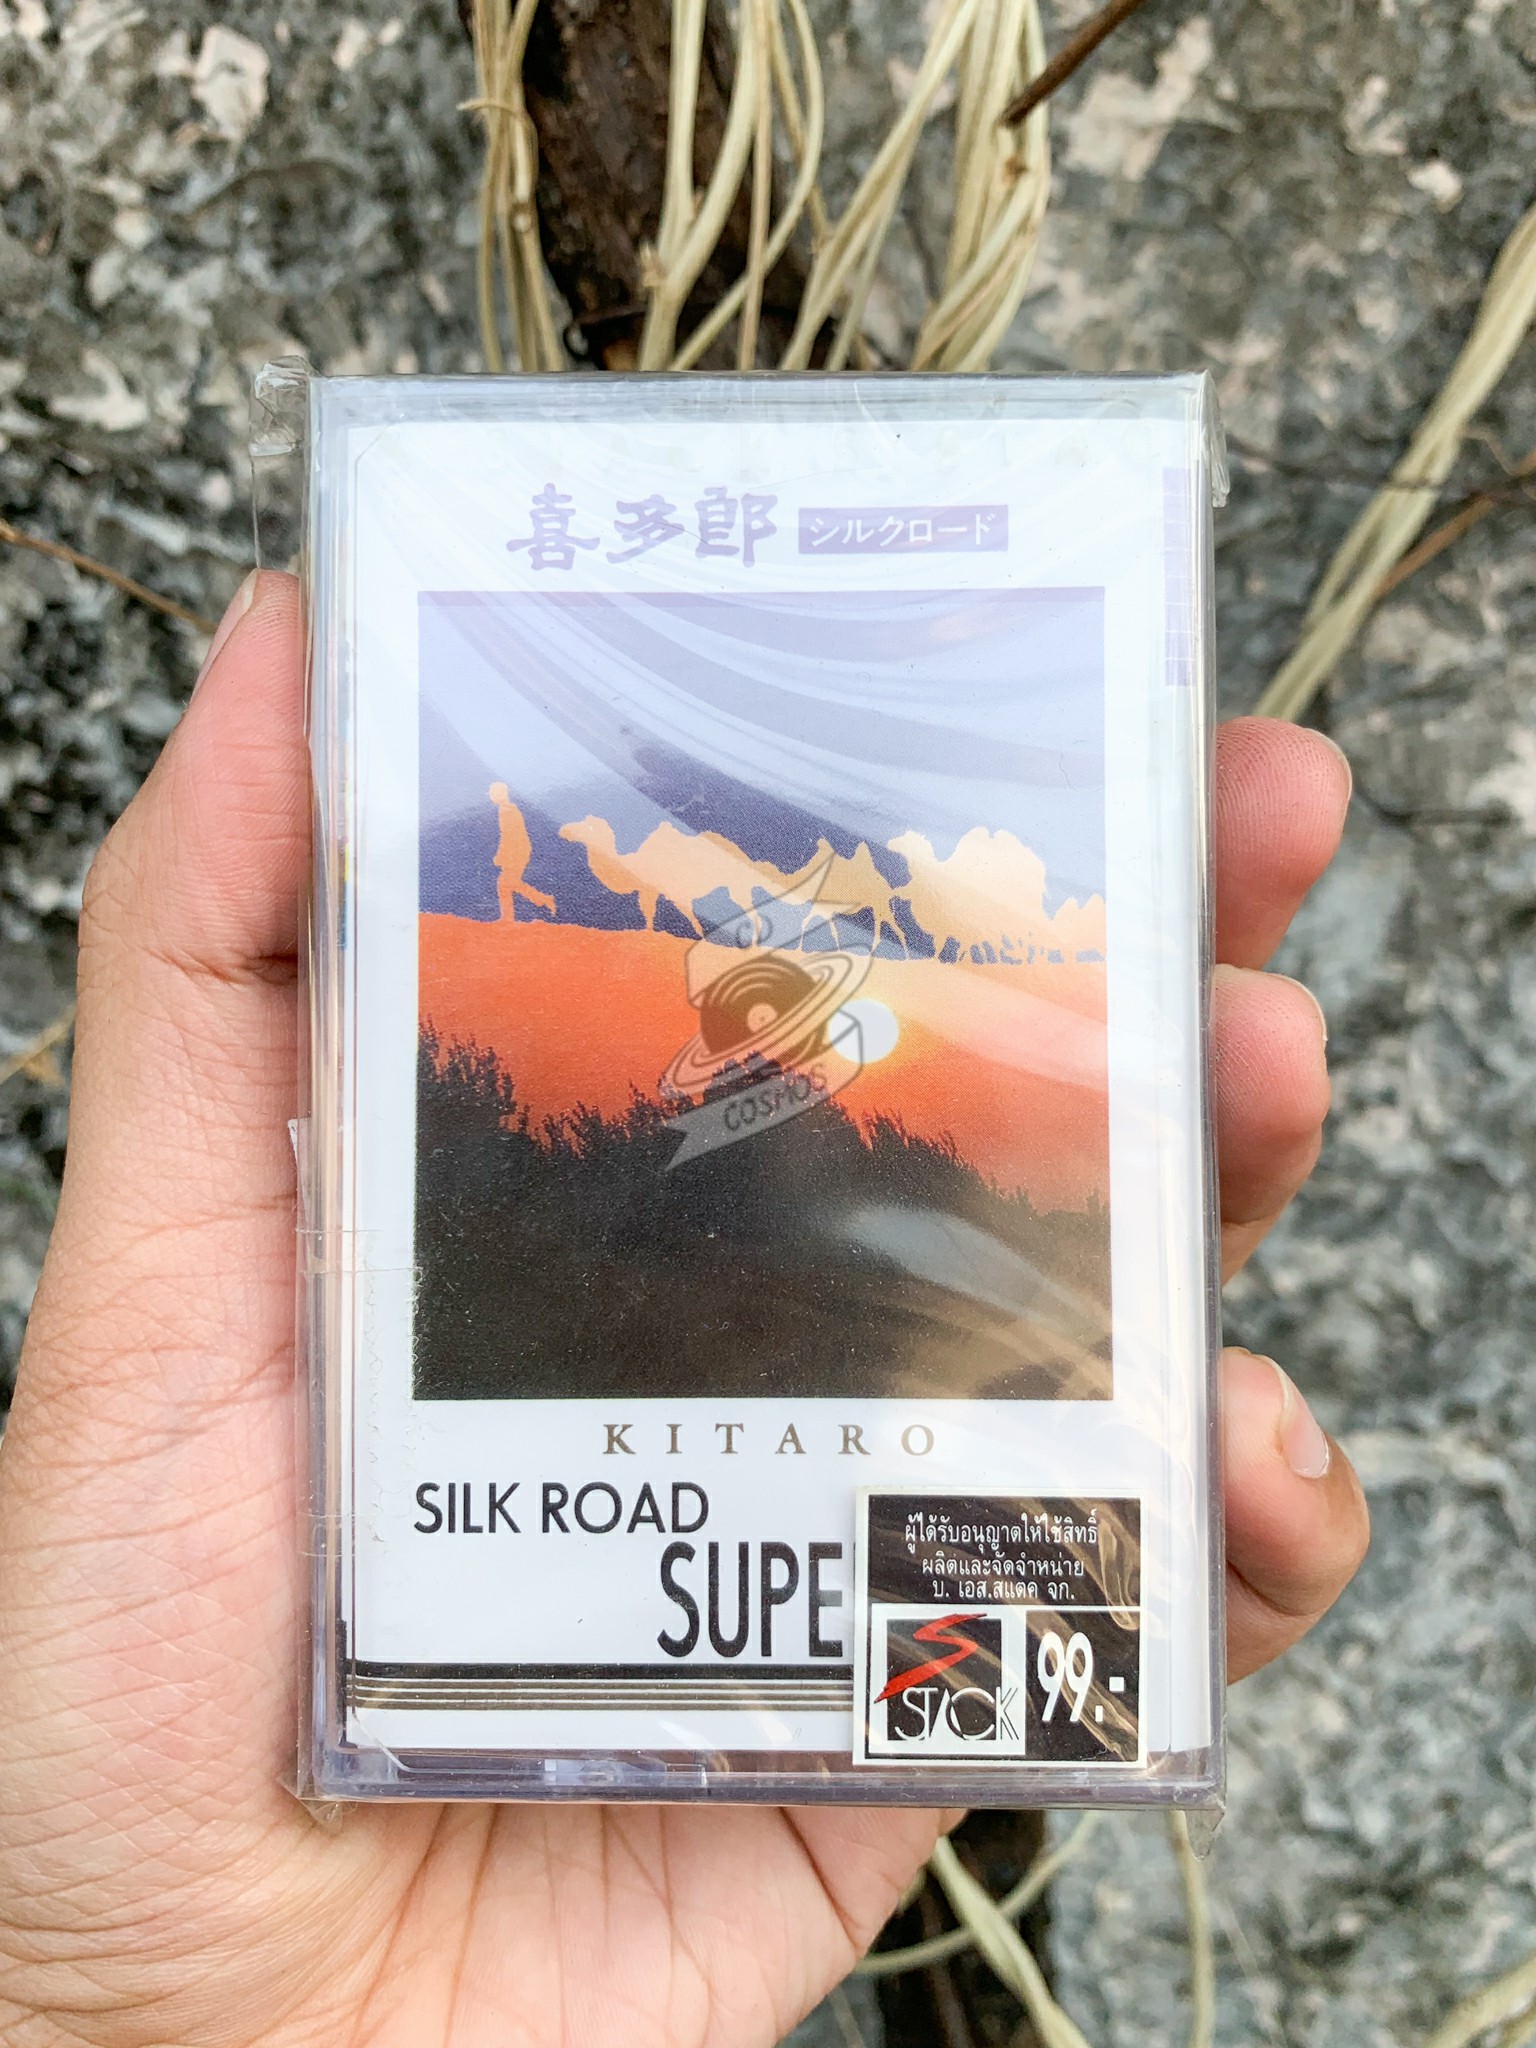 喜多郎 シルクロード
CD
COSMOS
KITARO
SILK ROAD
SUPE
ผู้ได้รับอนุญาตให้ใช้สิทธิ์
ผลิตและจัดจำหน่าย
บ. เอส.สแตค จก.
S STACK 99.-